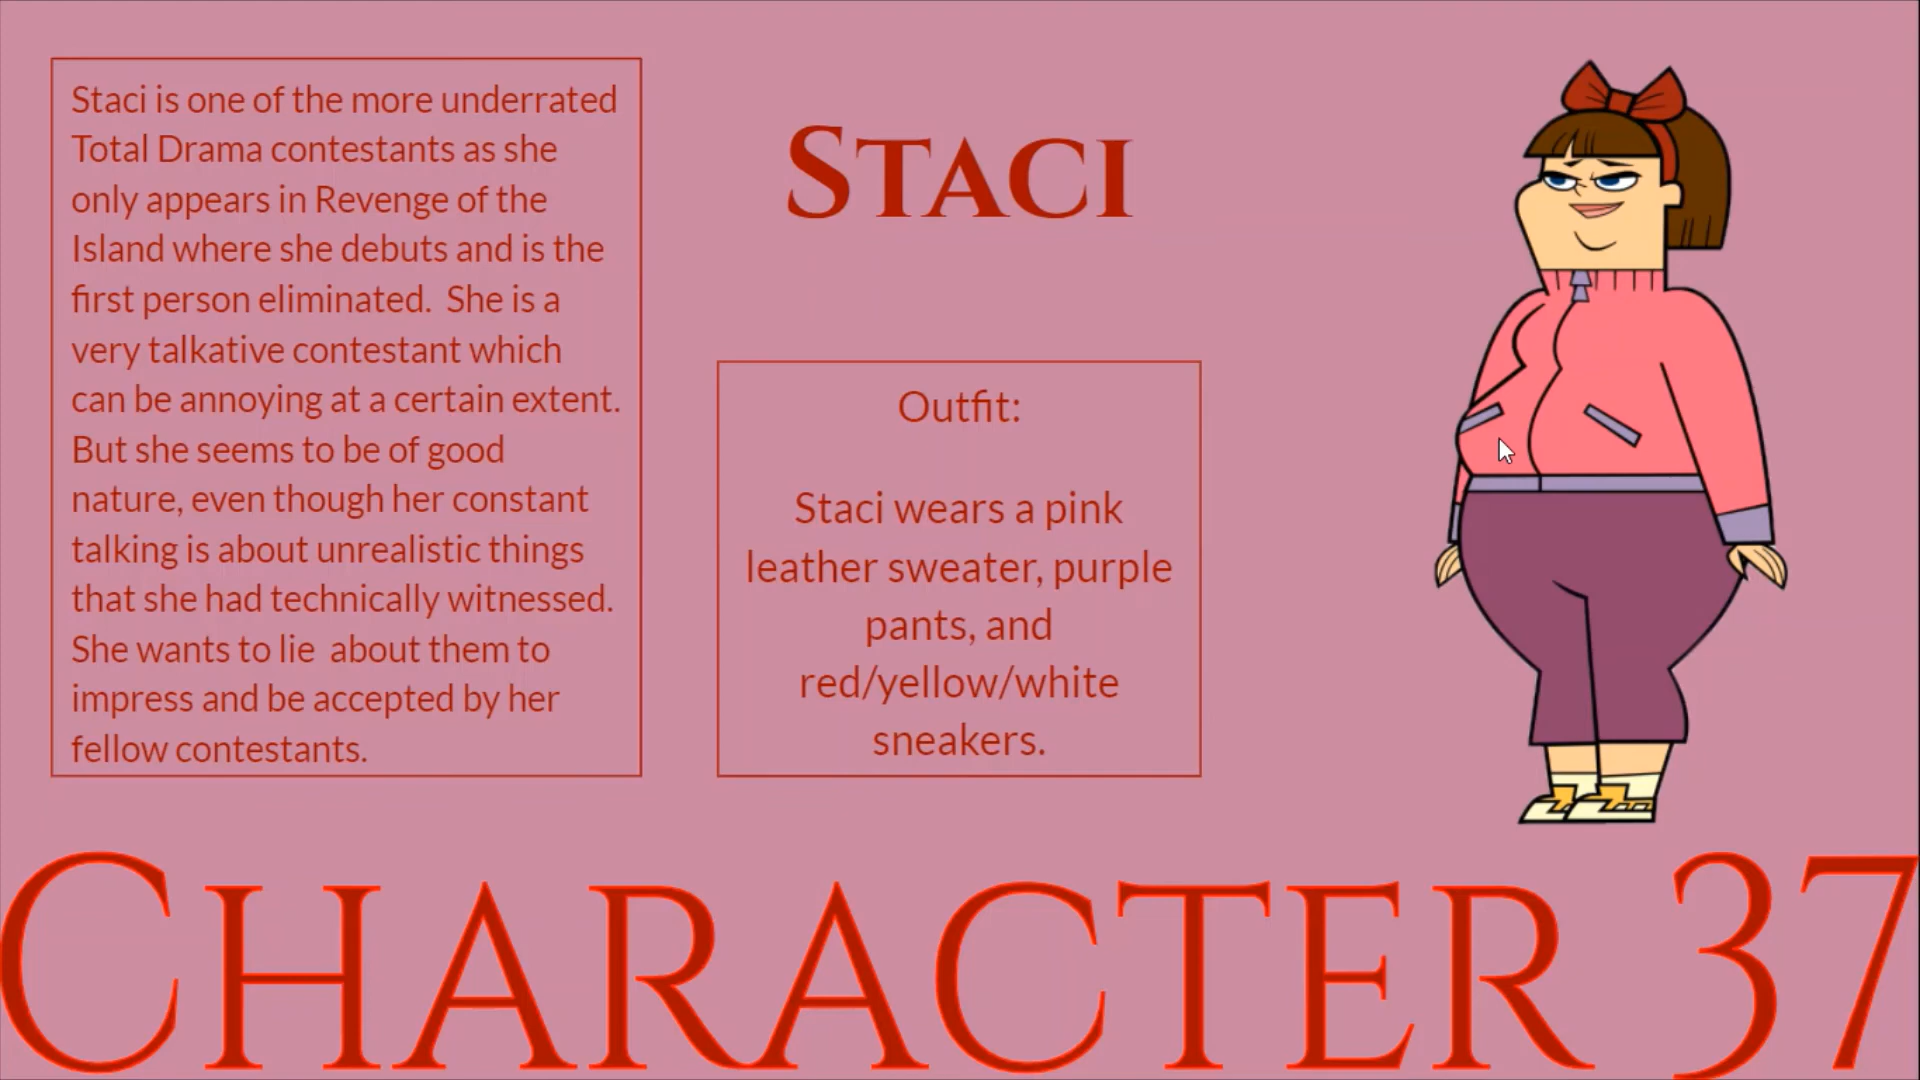 Staci is one of the more underrated
Total Drama contestants as she
only appears in Revenge of the
Island where she debuts and is the
first person eliminated.  She is a
very talkative contestant which
can be annoying at a certain extent.
But she seems to be of good
nature, even though her constant
talking is about unrealistic things
that she had technically witnessed.
She wants to lie  about them to
impress and be accepted by her
fellow contestants.
Staci
Outfit:
Staci wears a pink
leather sweater, purple
pants, and
red/yellow/white
sneakers.
Character 37